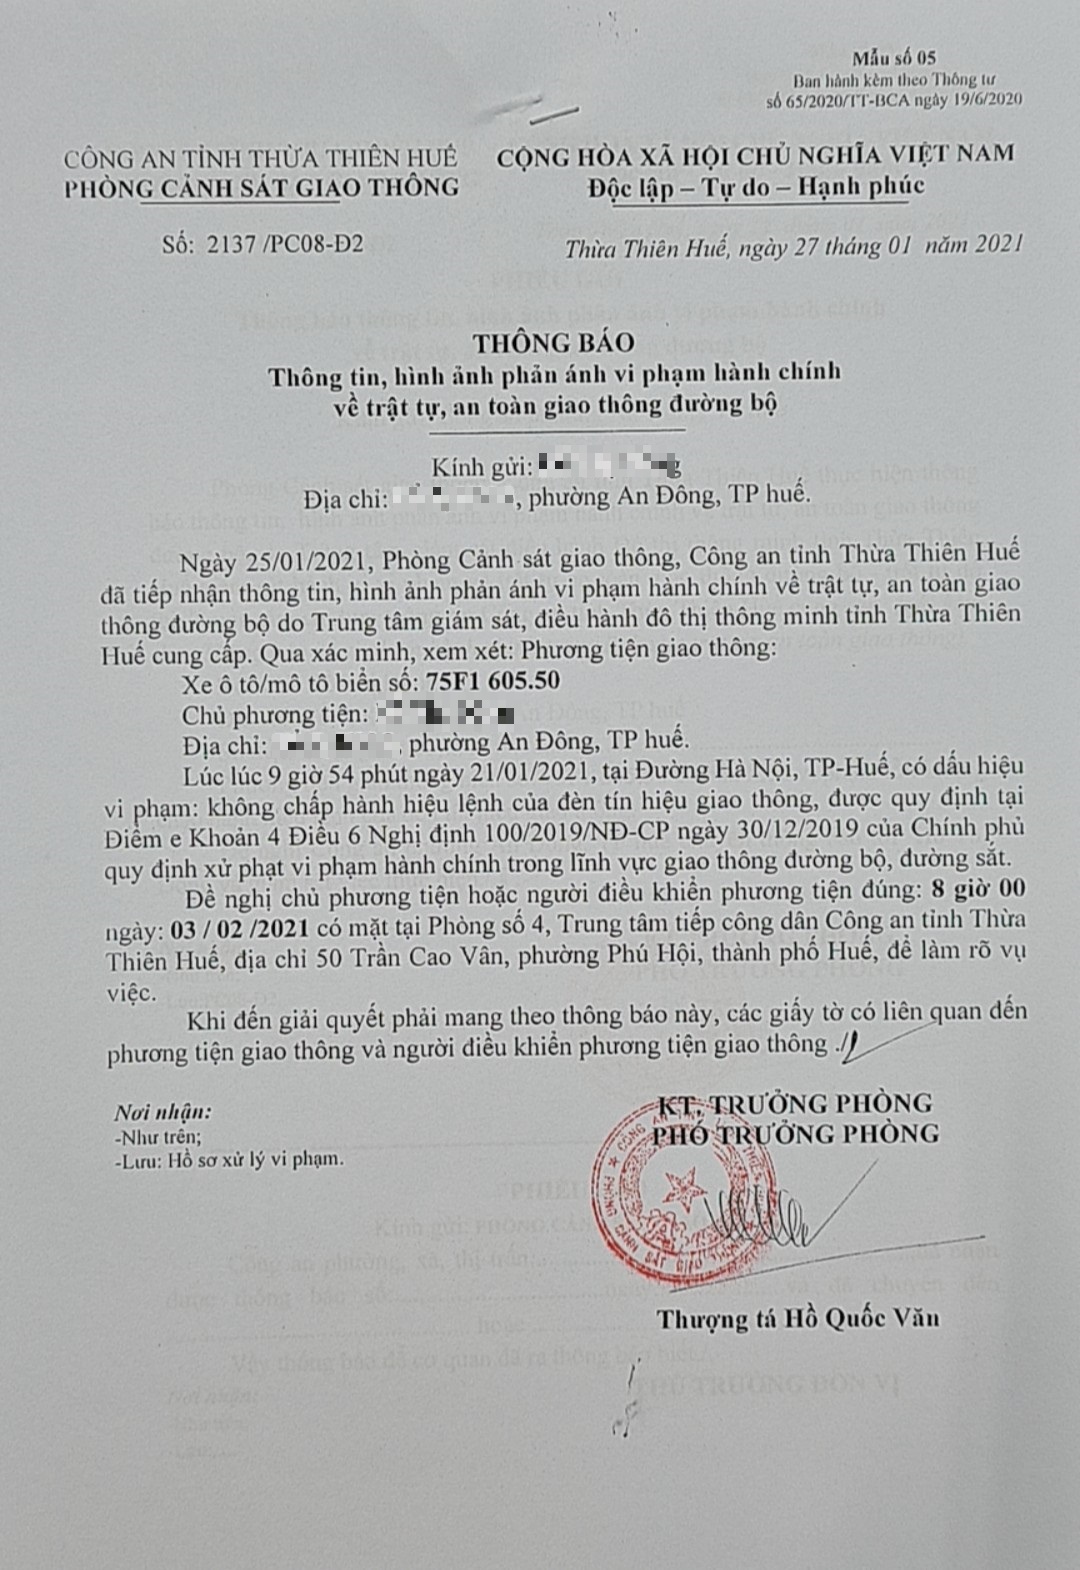 Mẫu số 05
Ban hành kèm theo Thông tư
số 65/2020/TT-BCA ngày 19/6/2020
CÔNG AN TỈNH THỪA THIÊN HUẾ
PHÒNG CẢNH SÁT GIAO THÔNG
CỘNG HÒA XÃ HỘI CHỦ NGHĨA VIỆT NAM
Độc lập – Tự do – Hạnh phúc
Số: 2137 /PC08-Đ2
Thừa Thiên Huế, ngày 27 tháng 01 năm 2021
THÔNG BÁO
Thông tin, hình ảnh phản ánh vi phạm hành chính
về trật tự, an toàn giao thông đường bộ
Kính gửi:
Địa chỉ: , phường An Đông, TP huế.
Ngày 25/01/2021, Phòng Cảnh sát giao thông, Công an tỉnh Thừa Thiên Huế
đã tiếp nhận thông tin, hình ảnh phản ánh vi phạm hành chính về trật tự, an toàn giao
thông đường bộ do Trung tâm giám sát, điều hành đô thị thông minh tỉnh Thừa Thiên
Huế cung cấp. Qua xác minh, xem xét: Phương tiện giao thông:
Xe ô tô/mô tô biển số: 75F1 605.50
Chủ phương tiện:
Địa chỉ: , phường An Đông, TP huế.
Lúc lúc 9 giờ 54 phút ngày 21/01/2021, tại Đường Hà Nội, TP-Huế, có dấu hiệu
vi phạm: không chấp hành hiệu lệnh của đèn tín hiệu giao thông, được quy định tại
Điểm e Khoản 4 Điều 6 Nghị định 100/2019/NĐ-CP ngày 30/12/2019 của Chính phủ
quy định xử phạt vi phạm hành chính trong lĩnh vực giao thông đường bộ, đường sắt.
Đề nghị chủ phương tiện hoặc người điều khiển phương tiện đúng: 8 giờ 00
ngày: 03 / 02 /2021 có mặt tại Phòng số 4, Trung tâm tiếp công dân Công an tỉnh Thừa
Thiên Huế, địa chỉ 50 Trần Cao Vân, phường Phú Hội, thành phố Huế, để làm rõ vụ
việc.
Khi đến giải quyết phải mang theo thông báo này, các giấy tờ có liên quan đến
phương tiện giao thông và người điều khiển phương tiện giao thông ./
Nơi nhận:
-Như trên;
-Lưu: Hồ sơ xử lý vi phạm.
KT. TRƯỞNG PHÒNG
PHÓ TRƯỞNG PHÒNG
Thượng tá Hồ Quốc Văn